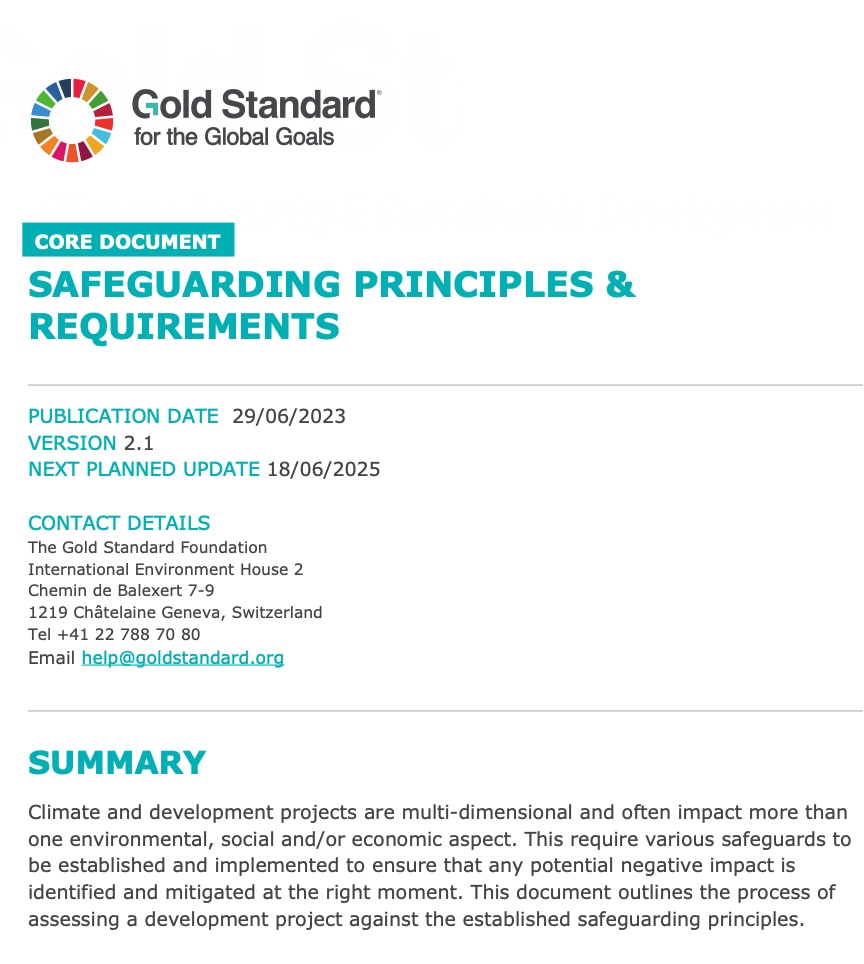 Gold Standard®
for the Global Goals
CORE DOCUMENT
SAFEGUARDING PRINCIPLES &
REQUIREMENTS
PUBLICATION DATE 29/06/2023
VERSION 2.1
NEXT PLANNED UPDATE 18/06/2025
CONTACT DETAILS
The Gold Standard Foundation
International Environment House 2
Chemin de Balexert 7-9
1219 Châtelaine Geneva, Switzerland
Tel +41 22 788 70 80
Email help@goldstandard.org
SUMMARY
Climate and development projects are multi-dimensional and often impact more than
one environmental, social and/or economic aspect. This require various safeguards to
be established and implemented to ensure that any potential negative impact is
identified and mitigated at the right moment. This document outlines the process of
assessing a development project against the established safeguarding principles.